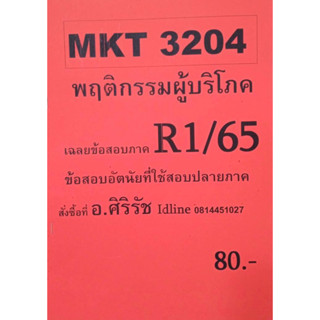 MKT 3204
พฤติกรรมผู้บริโภค
เฉลยข้อสอบภาค R1/65
ข้อสอบอัตนัยที่ใช้สอบปลายภาค
สั่งซื้อที่ อ.ศิริรัช Idline 0814451027
80.-